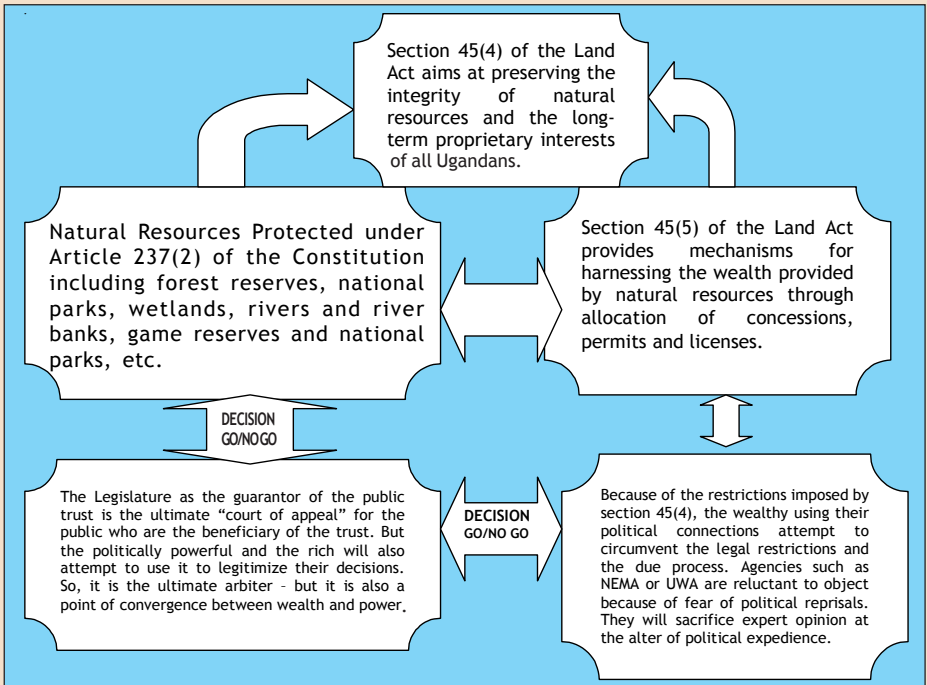 Section 45(4) of the Land
Act aims at preserving the
integrity of natural
resources and the long-
term proprietary interests
of all Ugandans.
Natural Resources Protected under
Article 237(2) of the Constitution
including forest reserves, national
parks, wetlands, rivers and river
banks, game reserves and national
parks, etc.
Section 45(5) of the Land Act
provides mechanisms for
harnessing the wealth provided
by natural resources through
allocation of concessions,
permits and licenses.
DECISION
GO/NOGO
The Legislature as the guarantor of the public
trust is the ultimate “court of appeal” for the
public who are the beneficiary of the trust. But
the politically powerful and the rich will also
attempt to use it to legitimize their decisions.
So, it is the ultimate arbiter – but it is also a
point of convergence between wealth and power.
DECISION
GO/NO GO
Because of the restrictions imposed by
section 45(4), the wealthy using their
political connections attempt to
circumvent the legal restrictions and
the due process. Agencies such as
NEMA or UWA are reluctant to object
because of fear of political reprisals.
They will sacrifice expert opinion at
the alter of political expedience.